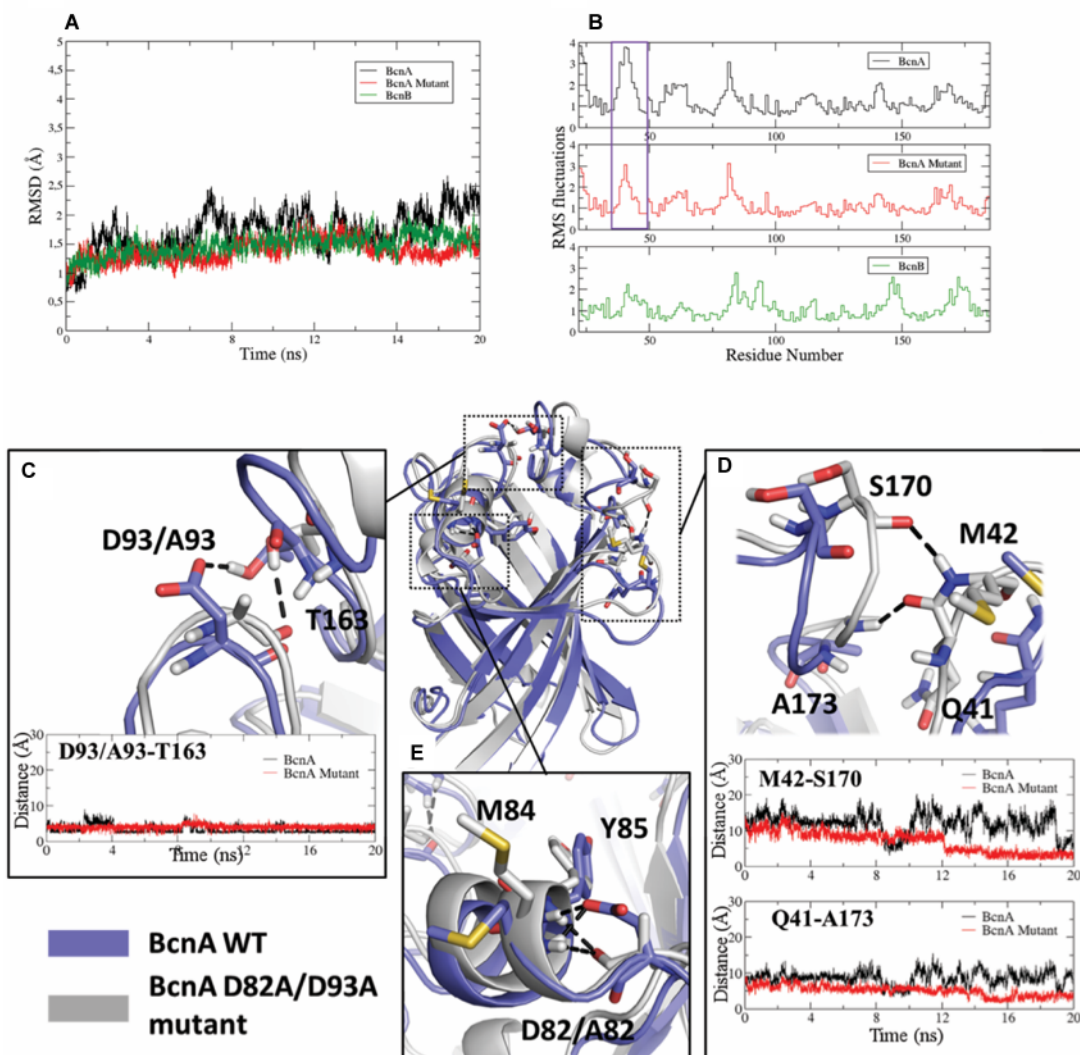 A
5
4,5
4
3,5
3
2,5
2
1,5
1
0,5
0
RMSD (Å)
BcnA
BcnA Mutant
BcnB
0
4
8
12
16
20
Time (ns)
B
4
3
2
1
0
BcnA
50
100
150
4
3
2
1
0
BcnA Mutant
50
100
150
4
3
2
1
0
BcnB
50
100
150
RMS fluctuations
Residue Number
C
D93/A93
T163
D93/A93-T163
BcnA
BcnA Mutant
Distance (Å)
30
20
10
0
0
4
8
12
16
20
Time (ns)
D
S170
M42
A173
Q41
M42-S170
BcnA
BcnA Mutant
Distance (Å)
30
20
10
0
0
4
8
12
16
20
Q41-A173
BcnA
BcnA Mutant
Distance (Å)
30
20
10
0
0
4
8
12
16
20
Time (ns)
E
M84
Y85
D82/A82
BcnA WT
BcnA D82A/D93A
mutant